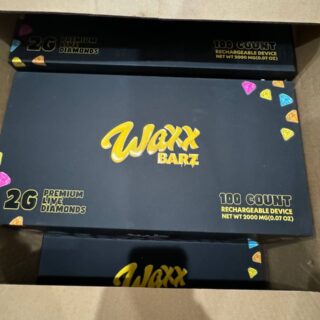 2G PREMIUM
LIVE
DIAMONDS
100 COUNT
RECHARGEABLE DEVICE
NET WT 2000 MG(0.07 OZ)
Waxx
BARZ
2G PREMIUM
LIVE
DIAMONDS
100 COUNT
RECHARGEABLE DEVICE
NET WT 2000 MG(0.07 OZ)
Waxx